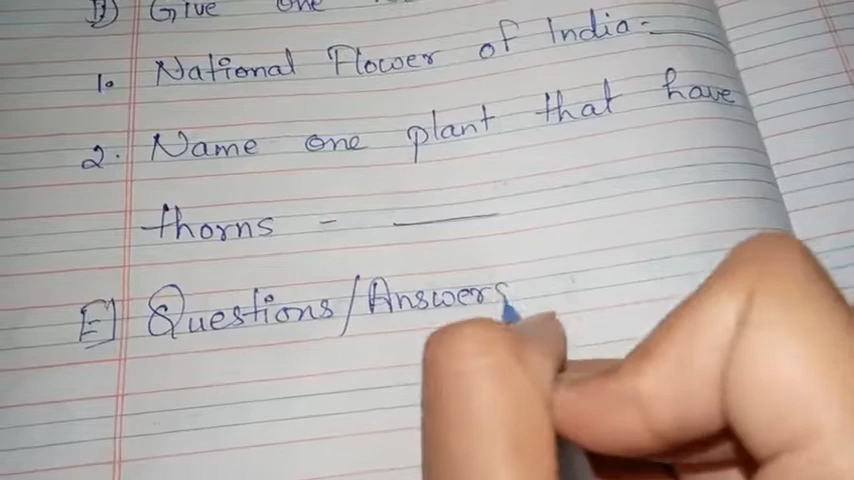 D) Give one
1. National Flower of India:-
2. Name one plant that have
thorns -
E] Questions/Answers